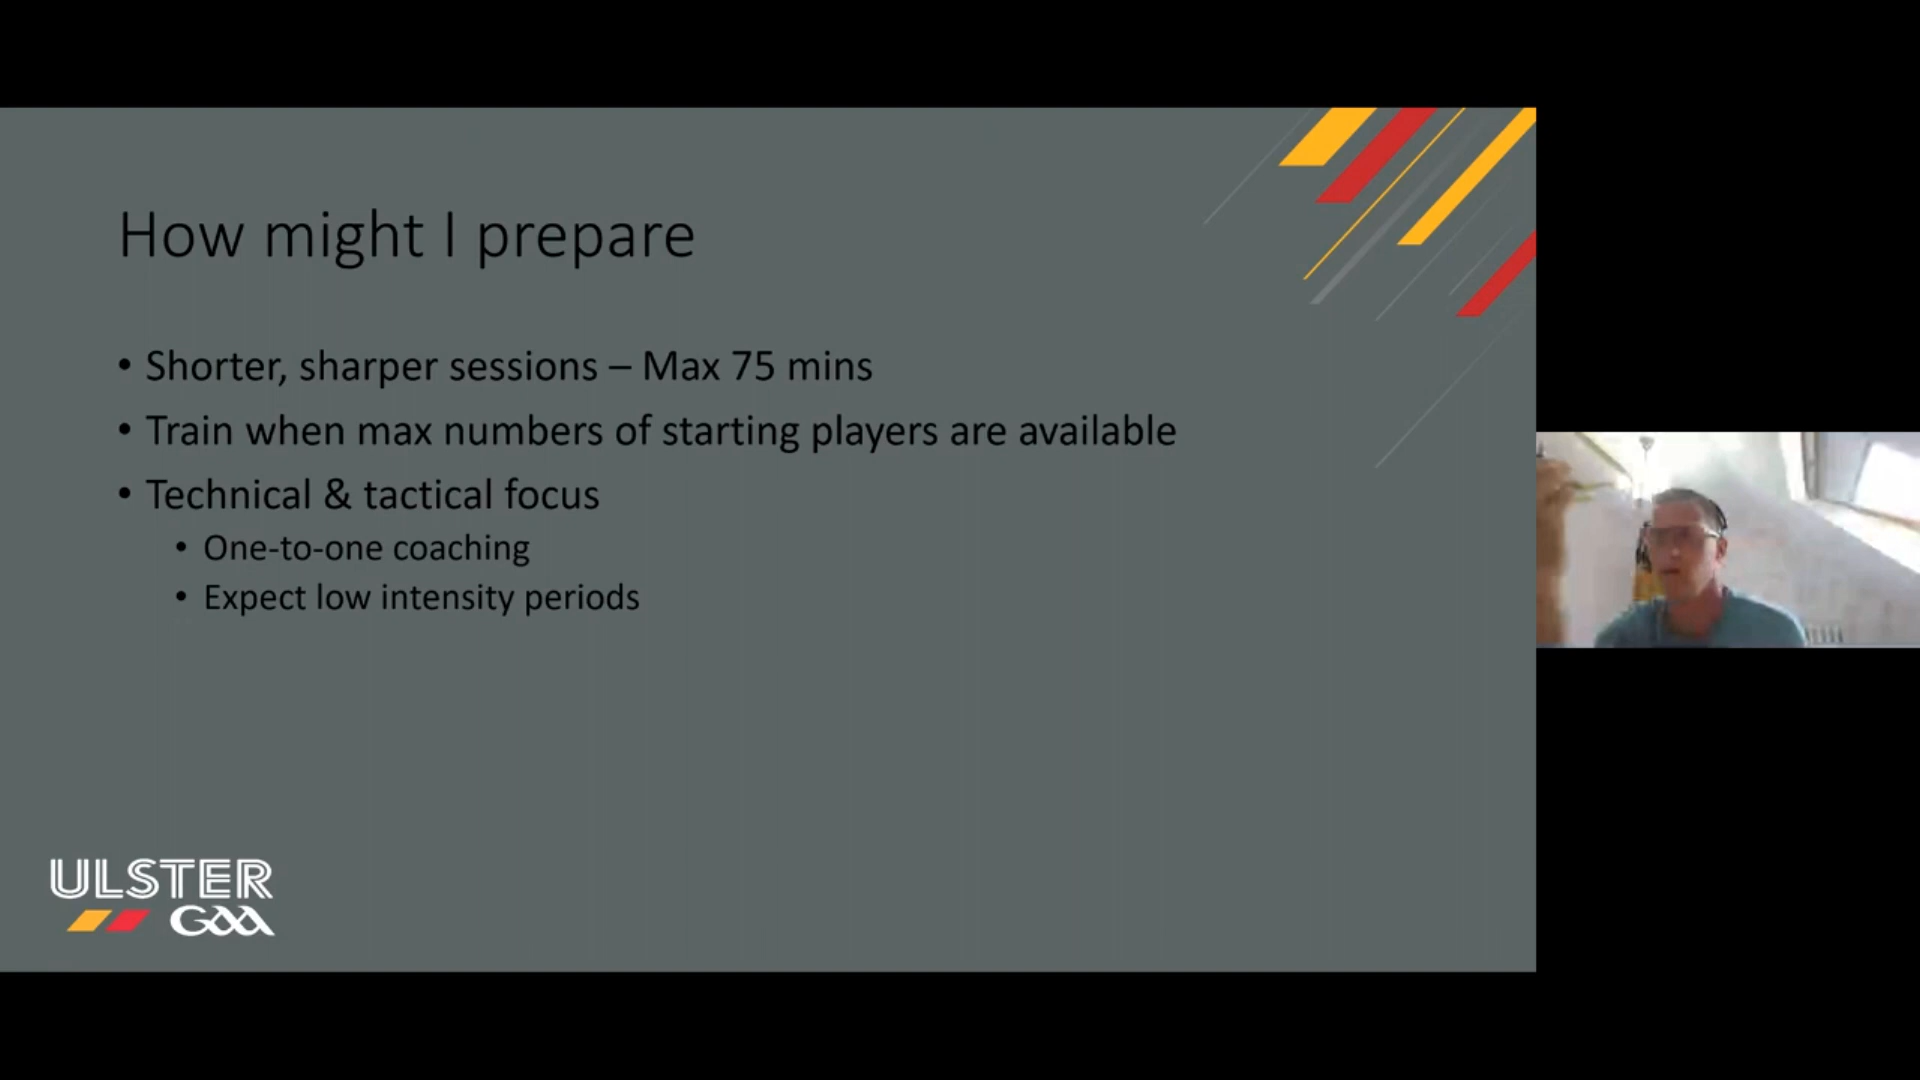 How might I prepare
• Shorter, sharper sessions – Max 75 mins
• Train when max numbers of starting players are available
• Technical & tactical focus
• One-to-one coaching
• Expect low intensity periods
ULSTER
GAA